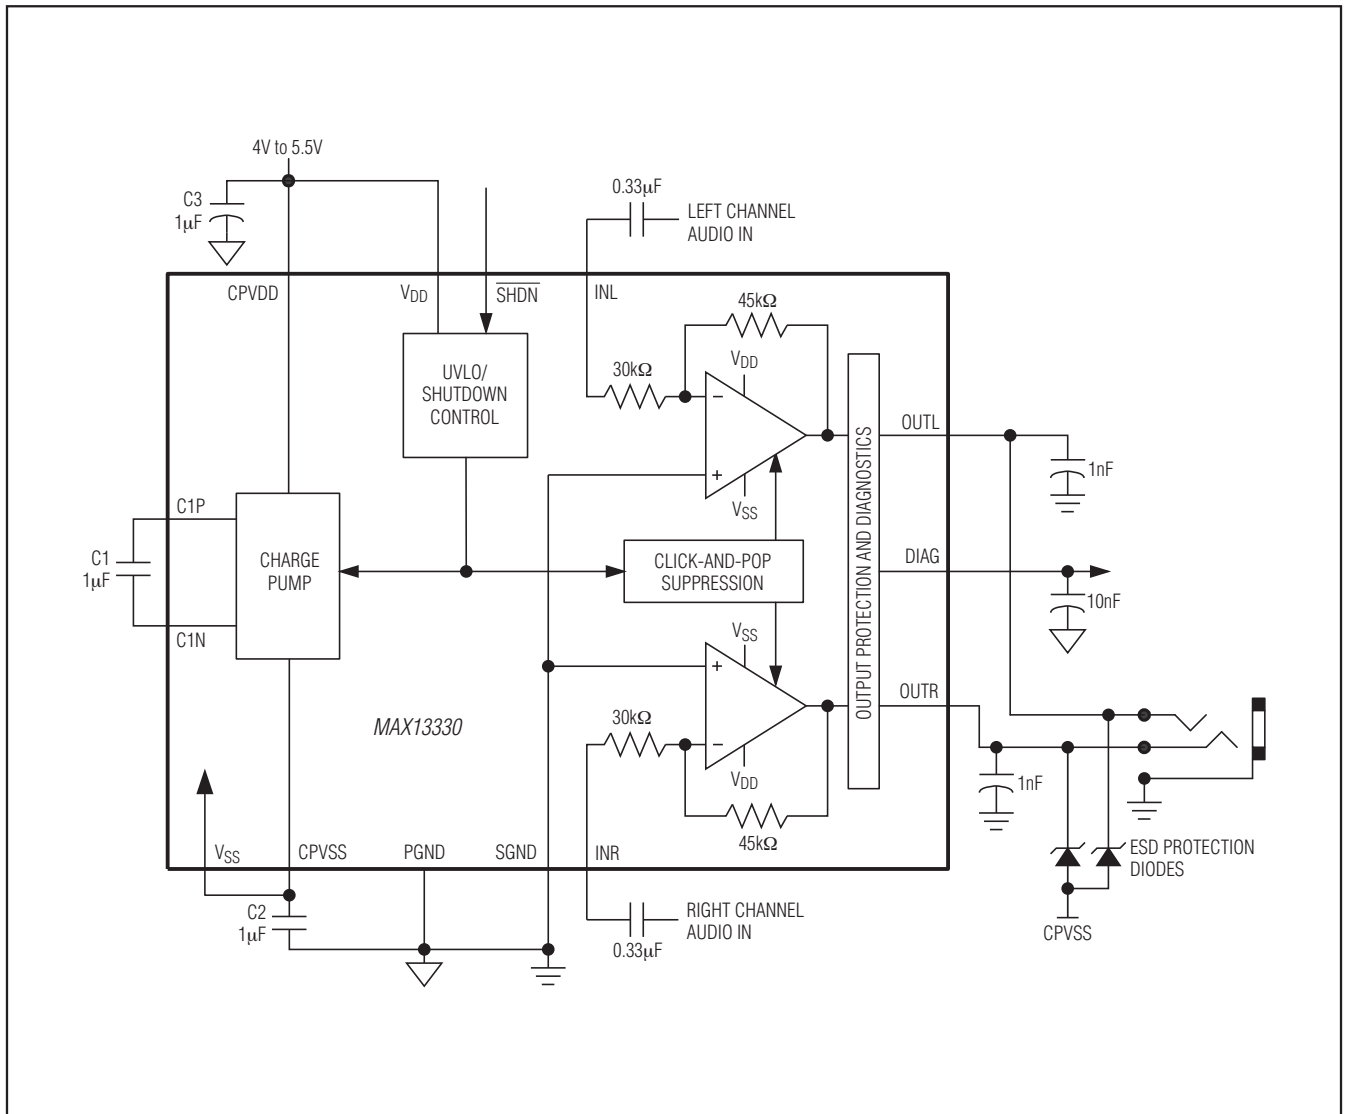 4V to 5.5V
C3
1µF
0.33µF
LEFT CHANNEL
AUDIO IN
CPVDD
VDD
SHDN
INL
45kΩ
UVLO/
SHUTDOWN
CONTROL
30kΩ
VDD
−
+
VSS
OUTL
1nF
C1P
C1
1µF
C1N
CHARGE
PUMP
CLICK-AND-POP
SUPPRESSION
OUTPUT PROTECTION AND DIAGNOSTICS
DIAG
10nF
VSS
+
−
VDD
30kΩ
45kΩ
OUTR
1nF
MAX13330
VSS
CPVSS
PGND
SGND
INR
ESD PROTECTION
DIODES
CPVSS
C2
1µF
0.33µF
RIGHT CHANNEL
AUDIO IN